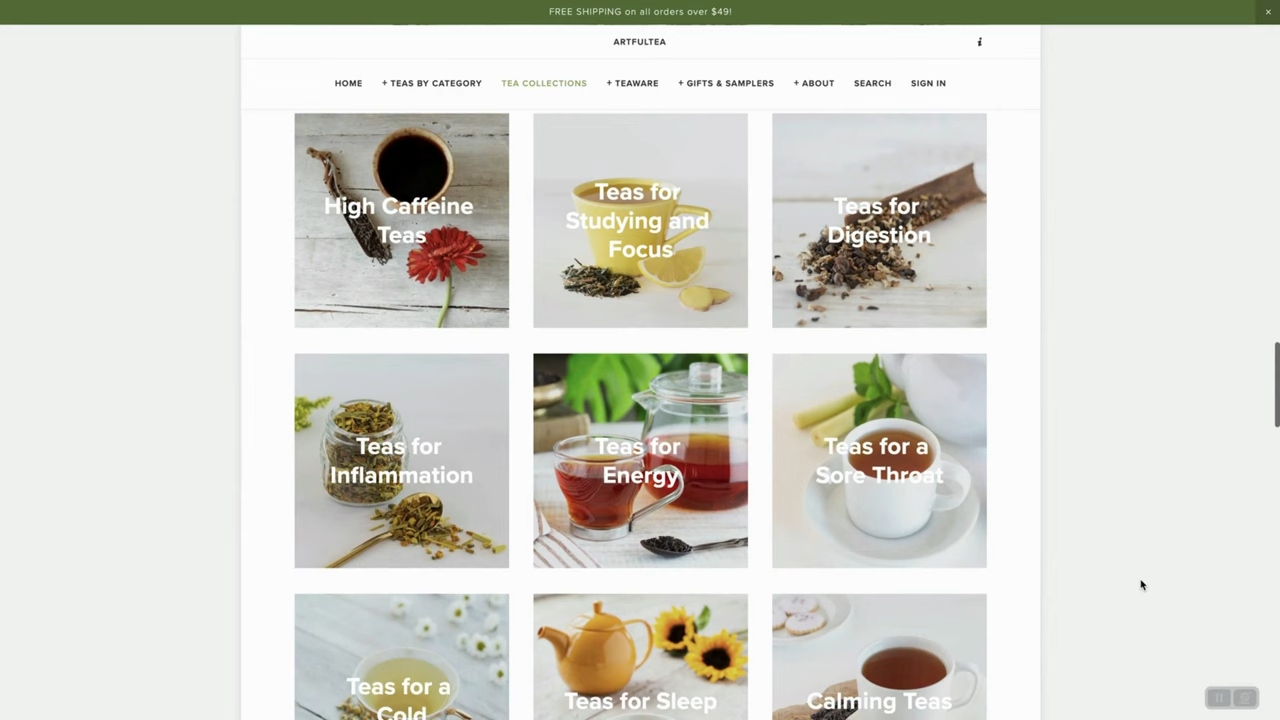 FREE SHIPPING on all orders over $49!
×
ARTFULTEA
i
HOME + TEAS BY CATEGORY TEA COLLECTIONS + TEAWARE + GIFTS & SAMPLERS + ABOUT SEARCH SIGN IN
High Caffeine
Teas
Teas for
Studying and
Focus
Teas for
Digestion
Teas for
Inflammation
Teas for
Energy
Teas for a
Sore Throat
Teas for a
Cold
Teas for Sleep
Calming Teas